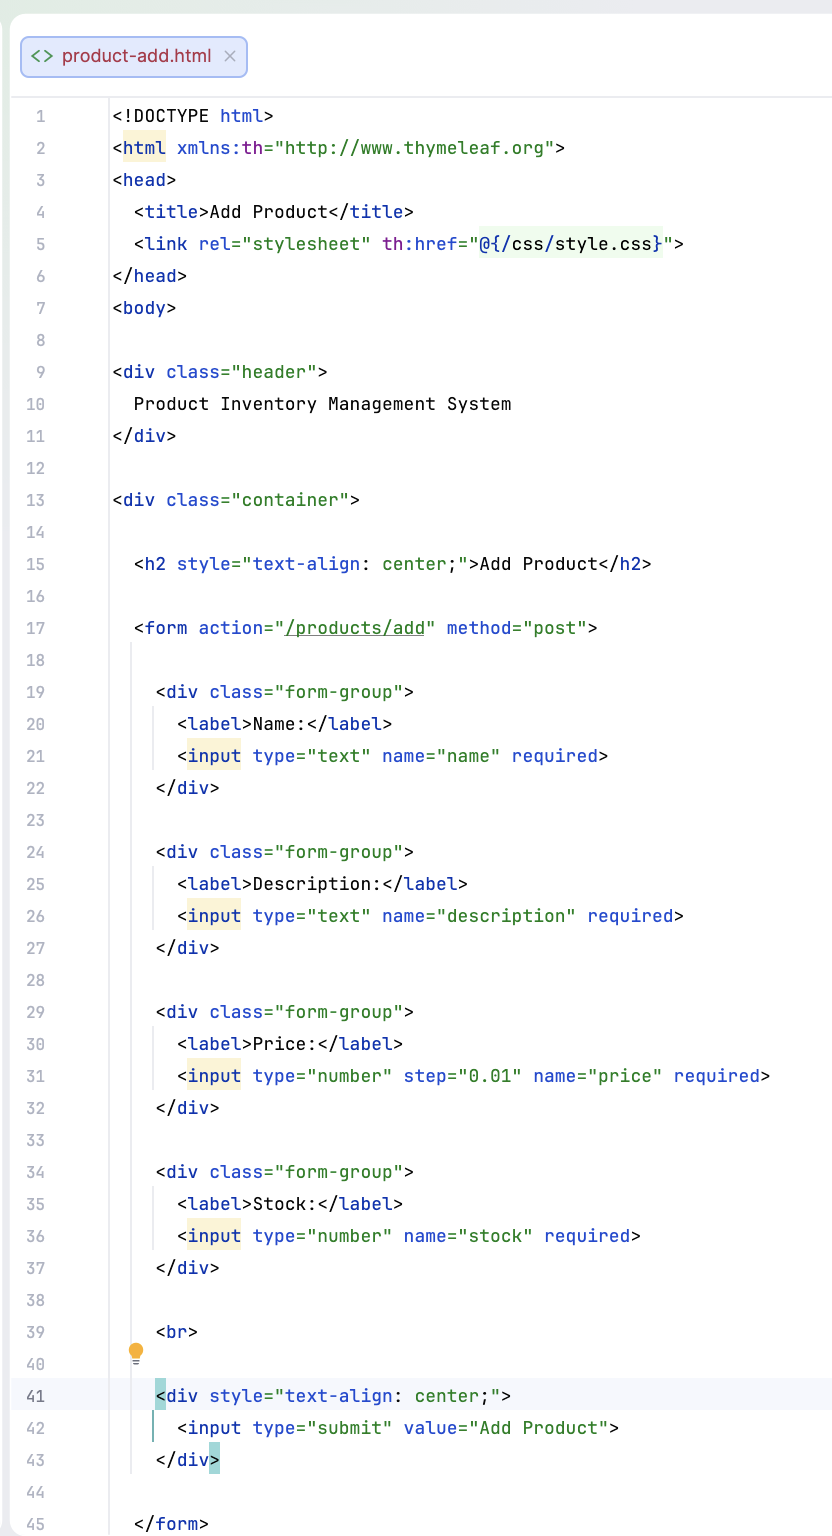 product-add.html
1 <!DOCTYPE html>
2 <html xmlns:th="http://www.thymeleaf.org">
3 <head>
4   <title>Add Product</title>
5   <link rel="stylesheet" th:href="@{/css/style.css}">
6 </head>
7 <body>
8
9 <div class="header">
10   Product Inventory Management System
11 </div>
12
13 <div class="container">
14
15   <h2 style="text-align: center;">Add Product</h2>
16
17   <form action="/products/add" method="post">
18
19     <div class="form-group">
20       <label>Name:</label>
21       <input type="text" name="name" required>
22     </div>
23
24     <div class="form-group">
25       <label>Description:</label>
26       <input type="text" name="description" required>
27     </div>
28
29     <div class="form-group">
30       <label>Price:</label>
31       <input type="number" step="0.01" name="price" required>
32     </div>
33
34     <div class="form-group">
35       <label>Stock:</label>
36       <input type="number" name="stock" required>
37     </div>
38
39     <br>
40
41     <div style="text-align: center;">
42       <input type="submit" value="Add Product">
43     </div>
44
45   </form>